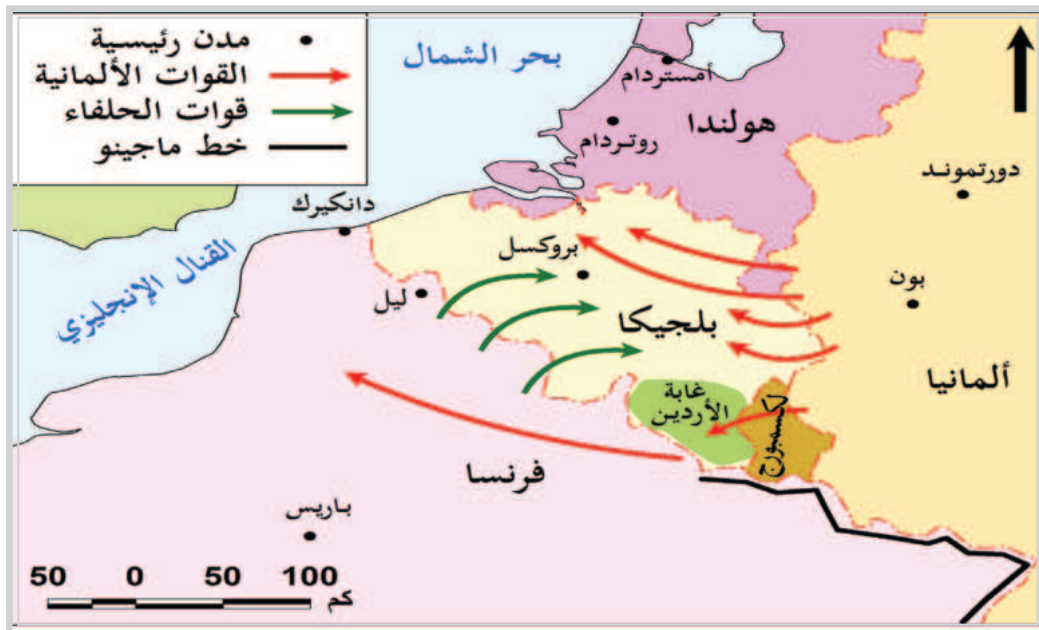 مدن رئيسية
القوات الألمانية
قوات الحلفاء
خط ماجينو
بحر الشمال
أمستردام
هولندا
روتردام
دورتموند
دانكيرك
القنال الإنجليزي
بروكسل
بون
ليل
بلجيكا
ألمانيا
غابة
الأردين
لكسمبورج
فرنسا
باريس
50 0 50 100
كم